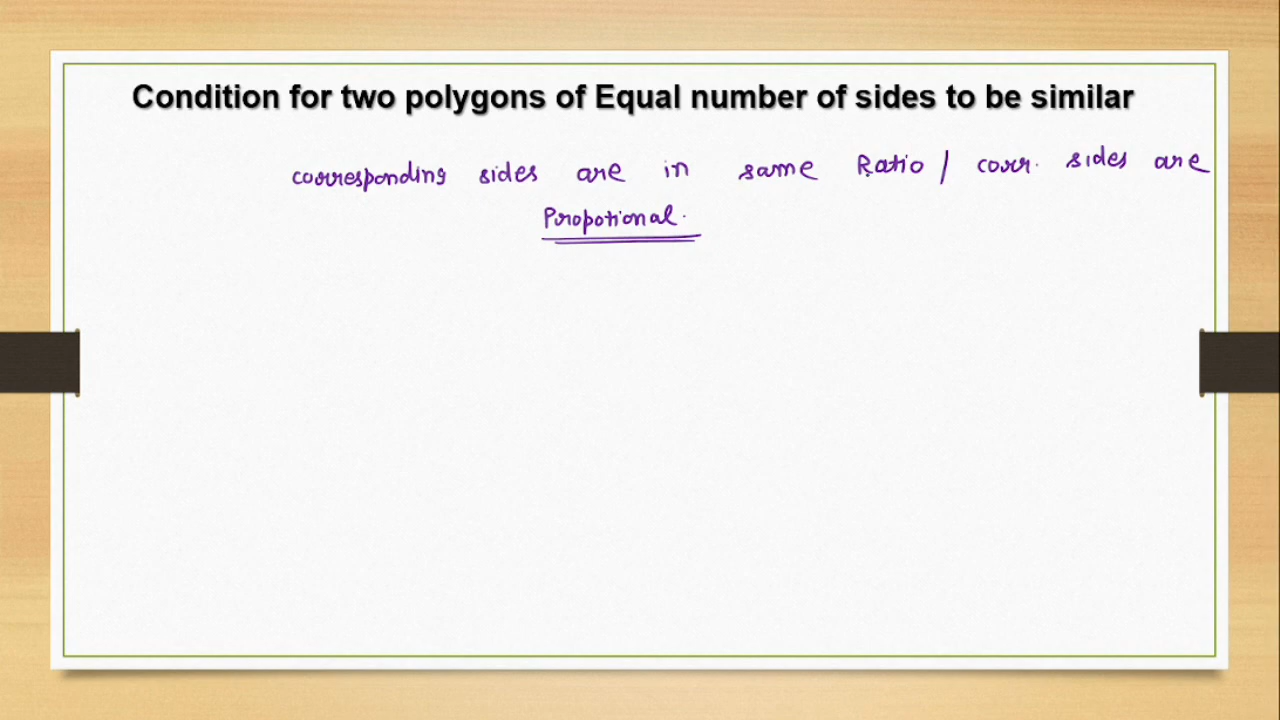 Condition for two polygons of Equal number of sides to be similar
corresponding sides are in same Ratio / corr. sides are
Propotional.